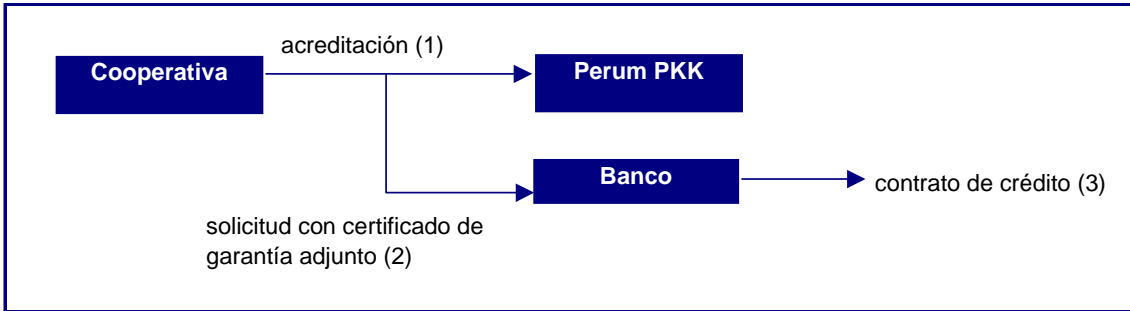 acreditación (1)
Cooperativa
Perum PKK
Banco
contrato de crédito (3)
solicitud con certificado de
garantía adjunto (2)